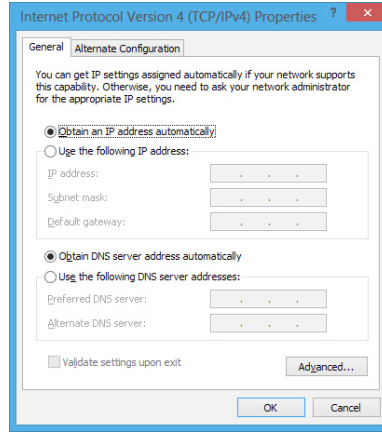 Internet Protocol Version 4 (TCP/IPv4) Properties ?
General Alternate Configuration
You can get IP settings assigned automatically if your network supports
this capability. Otherwise, you need to ask your network administrator
for the appropriate IP settings.
Obtain an IP address automatically
Use the following IP address:
IP address:
Subnet mask:
Default gateway:
Obtain DNS server address automatically
Use the following DNS server addresses:
Preferred DNS server:
Alternate DNS server:
Validate settings upon exit
Advanced...
OK Cancel